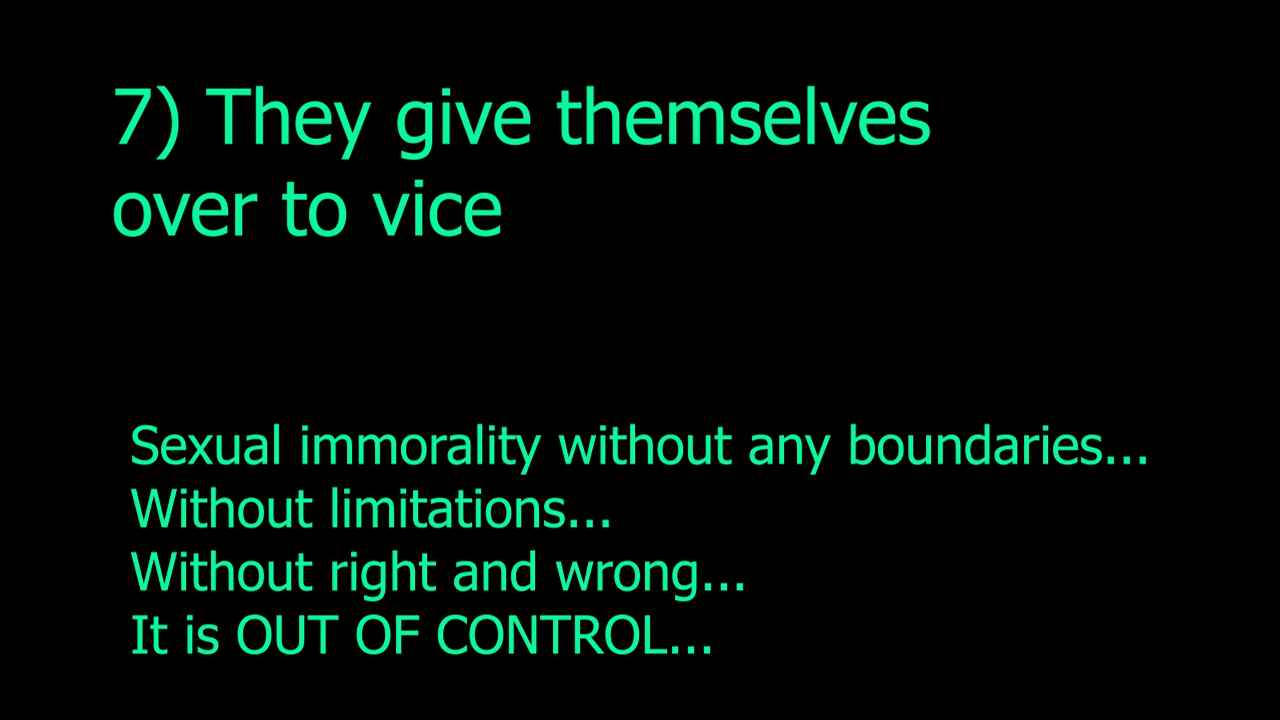 7) They give themselves
over to vice
Sexual immorality without any boundaries...
Without limitations...
Without right and wrong...
It is OUT OF CONTROL...